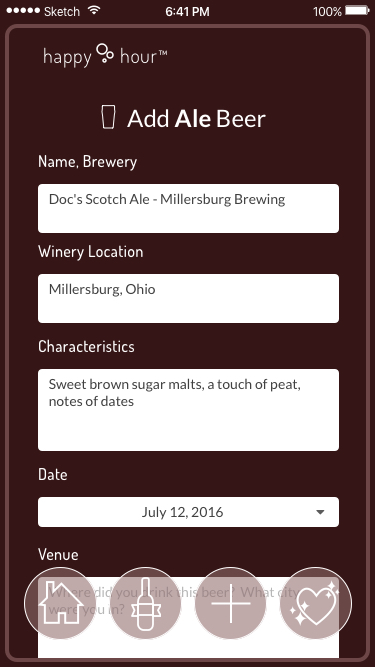 Sketch 6:41 PM 100%
happy hour™
Add Ale Beer
Name, Brewery
Doc's Scotch Ale - Millersburg Brewing
Winery Location
Millersburg, Ohio
Characteristics
Sweet brown sugar malts, a touch of peat,
notes of dates
Date
July 12, 2016
Venue
Where did you drink this beer? What city
were you in?